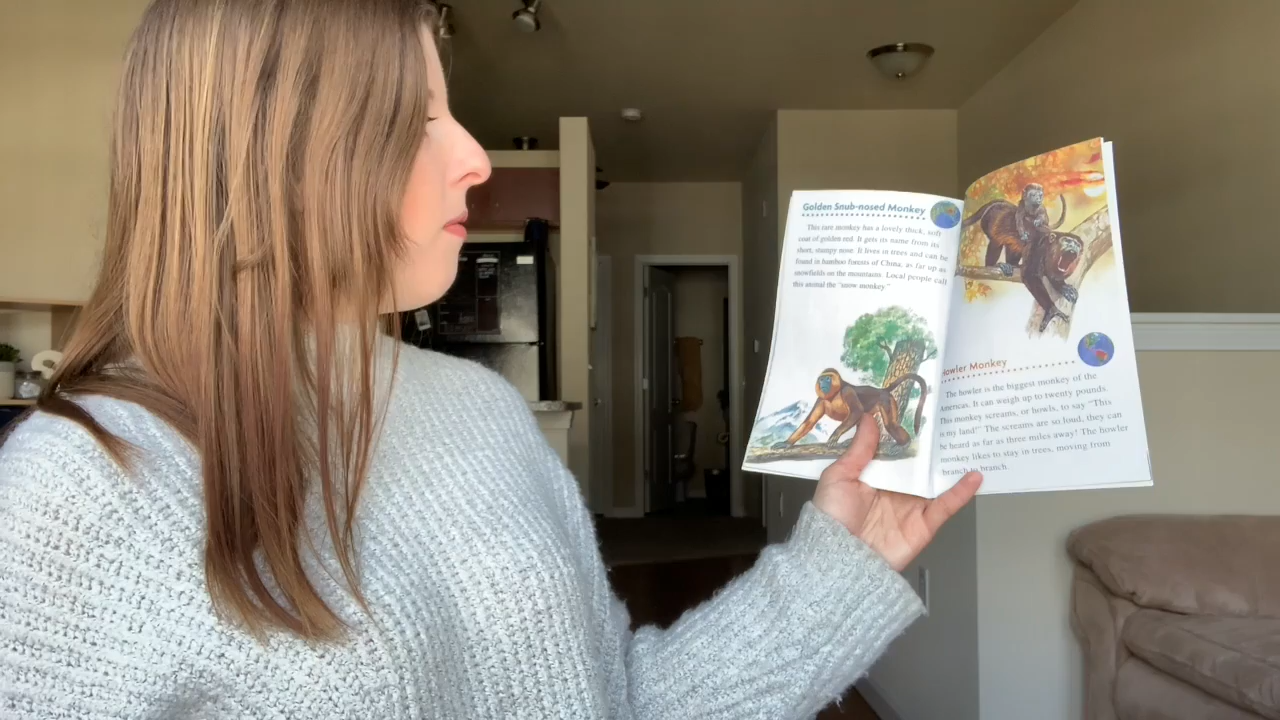 Golden Snub-nosed Monkey
This rare monkey has a lovely thick, soft
coat of golden red. It gets its name from its
short, stumpy nose. It lives in trees and can be
found in bamboo forests of China, as far up as
snowfields on the mountains. Local people call
this animal the "snow monkey."
Howler Monkey
The howler is the biggest monkey of the
Americas. It can weigh up to twenty pounds.
This monkey screams, or howls, to say "This
is my land!" The screams are so loud, they can
be heard as far as three miles away! The howler
monkey likes to stay in trees, moving from
branch to branch.